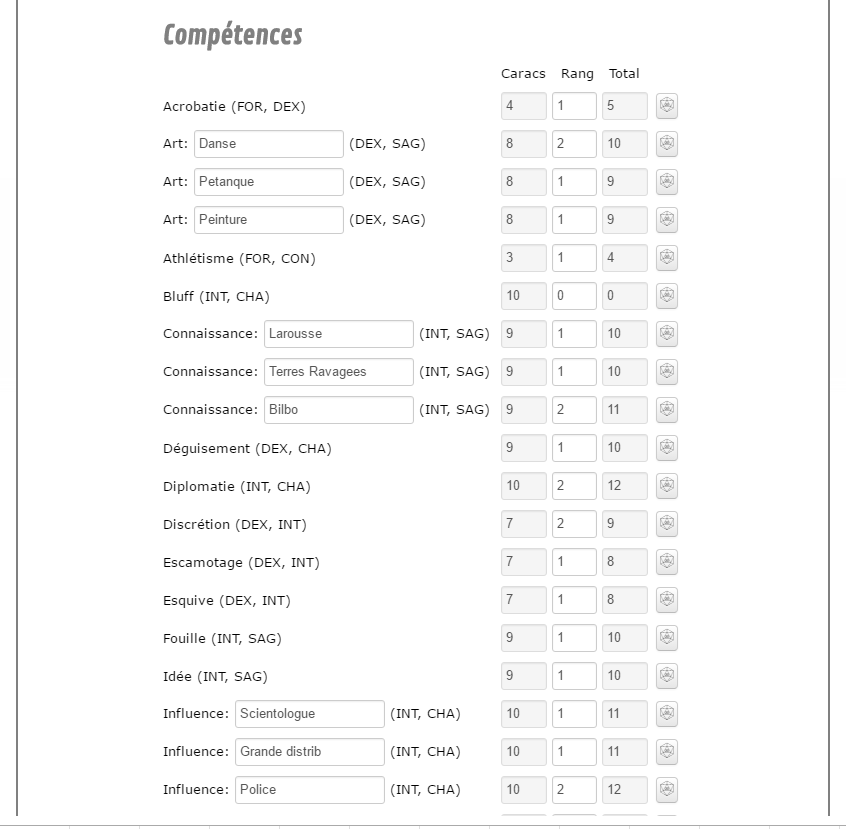 Compétences
Caracs Rang Total
Acrobatie (FOR, DEX) 4 1 5
Art: Danse (DEX, SAG) 8 2 10
Art: Petanque (DEX, SAG) 8 1 9
Art: Peinture (DEX, SAG) 8 1 9
Athlétisme (FOR, CON) 3 1 4
Bluff (INT, CHA) 10 0 0
Connaissance: Larousse (INT, SAG) 9 1 10
Connaissance: Terres Ravagees (INT, SAG) 9 1 10
Connaissance: Bilbo (INT, SAG) 9 2 11
Déguisement (DEX, CHA) 9 1 10
Diplomatie (INT, CHA) 10 2 12
Discrétion (DEX, INT) 7 2 9
Escamotage (DEX, INT) 7 1 8
Esquive (DEX, INT) 7 1 8
Fouille (INT, SAG) 9 1 10
Idée (INT, SAG) 9 1 10
Influence: Scientologue (INT, CHA) 10 1 11
Influence: Grande distrib (INT, CHA) 10 1 11
Influence: Police (INT, CHA) 10 2 12